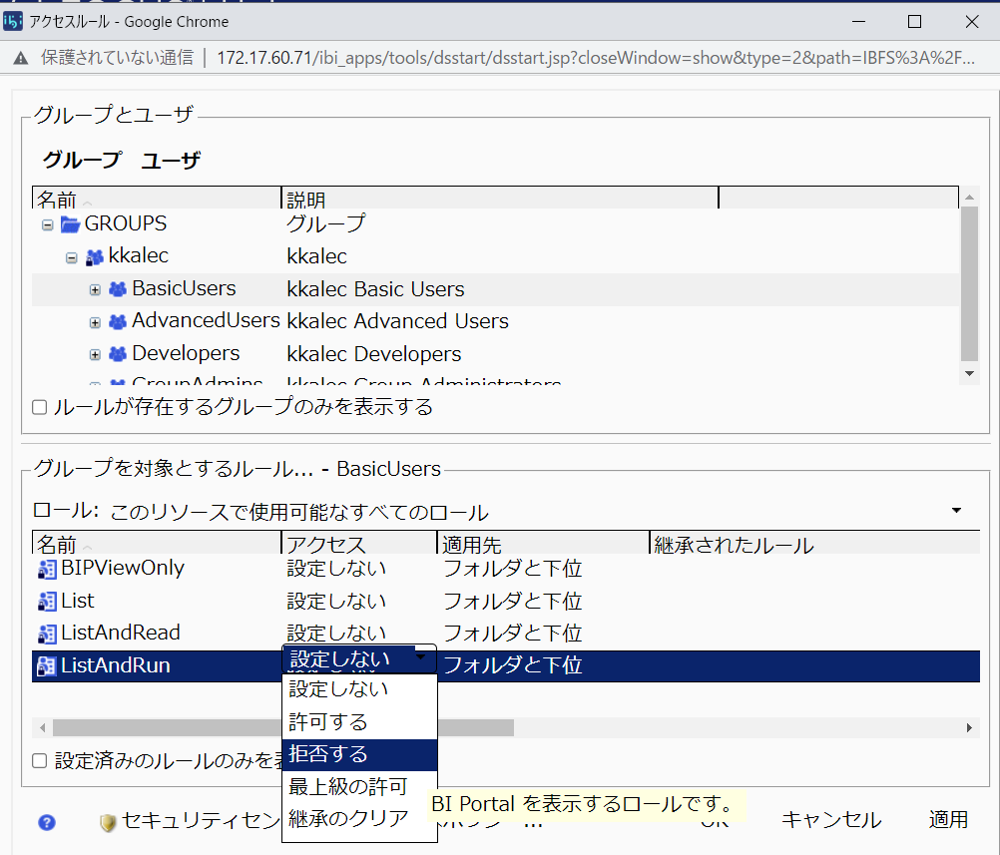 アクセスルール - Google Chrome
保護されていない通信 | 172.17.60.71/ibi_apps/tools/dsstart/dsstart.jsp?closeWindow=show&type=2&path=IBFS%3A%2F...
グループとユーザ
グループ ユーザ
名前 説明
GROUPS グループ
kkalec kkalec
BasicUsers kkalec Basic Users
AdvancedUsers kkalec Advanced Users
Developers kkalec Developers
GroupAdmins kkalec Group Administrators
ルールが存在するグループのみを表示する
グループを対象とするルール... - BasicUsers
ロール: このリソースで使用可能なすべてのロール
名前 アクセス 適用先 継承されたルール
BIPViewOnly 設定しない フォルダと下位
List 設定しない フォルダと下位
ListAndRead 設定しない フォルダと下位
ListAndRun 設定しない フォルダと下位
設定しない
許可する
拒否する
設定済みのルールのみを
最上級の許可
BI Portal を表示するロールです。
継承のクリア
セキュリティセン OK キャンセル 適用